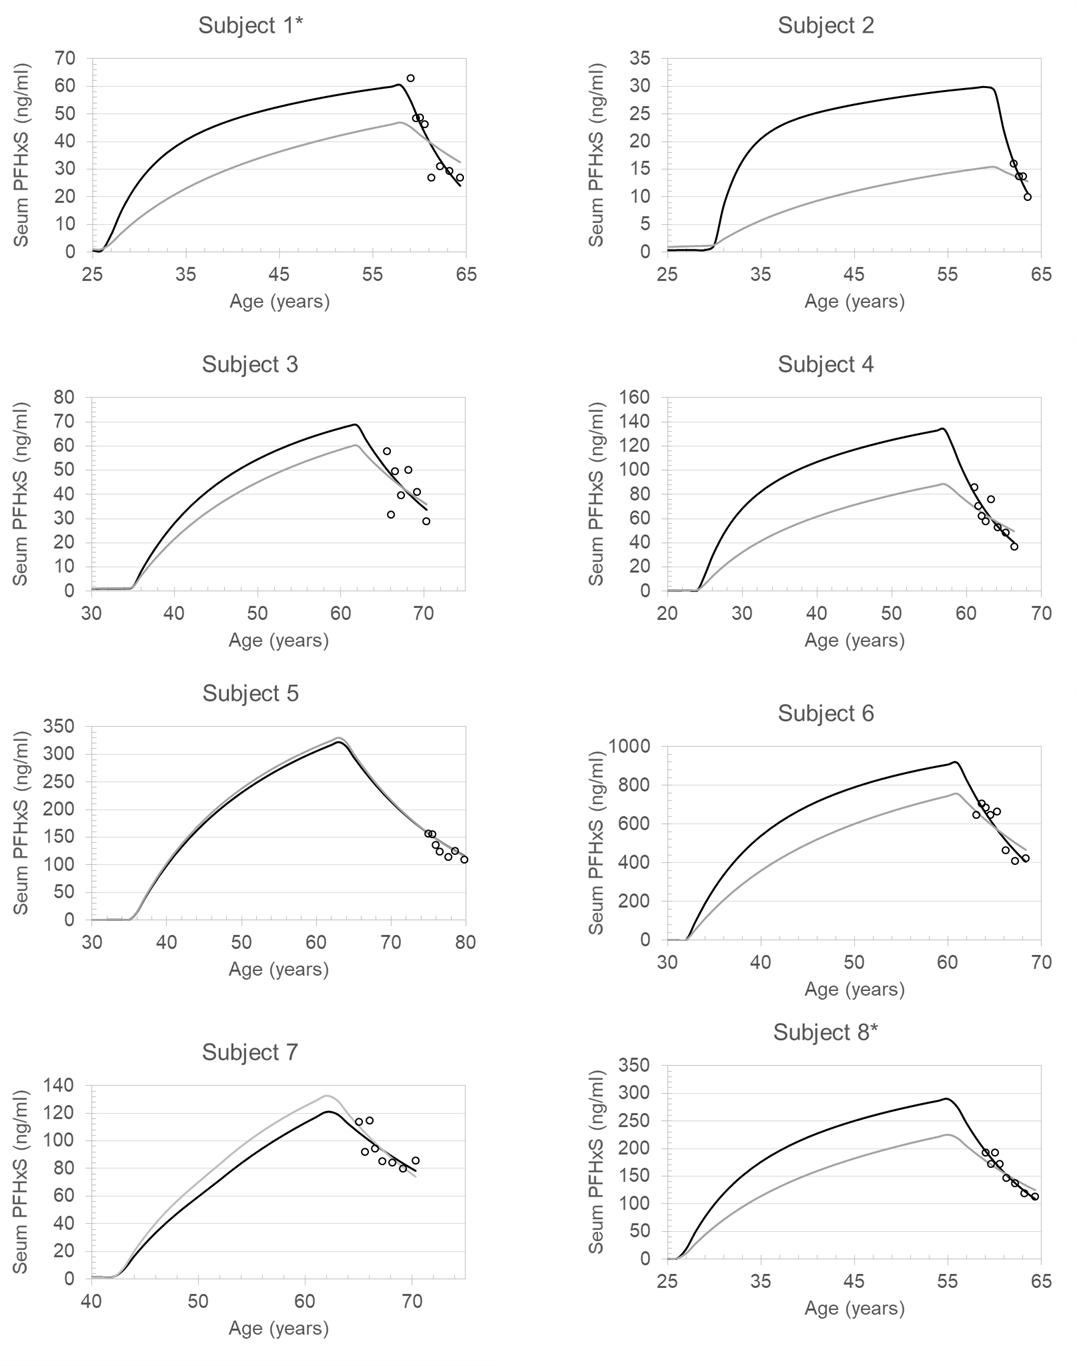 Subject 1*
Seum PFHxS (ng/ml)
70
60
50
40
30
20
10
0
25 35 45 55 65
Age (years)
Subject 2
Seum PFHxS (ng/ml)
35
30
25
20
15
10
5
0
25 35 45 55 65
Age (years)
Subject 3
Seum PFHxS (ng/ml)
80
70
60
50
40
30
20
10
0
30 40 50 60 70
Age (years)
Subject 4
Seum PFHxS (ng/ml)
160
140
120
100
80
60
40
20
0
20 30 40 50 60 70
Age (years)
Subject 5
Seum PFHxS (ng/ml)
350
300
250
200
150
100
50
0
30 40 50 60 70 80
Age (years)
Subject 6
Seum PFHxS (ng/ml)
1000
800
600
400
200
0
30 40 50 60 70
Age (years)
Subject 7
Seum PFHxS (ng/ml)
140
120
100
80
60
40
20
0
40 50 60 70
Age (years)
Subject 8*
Seum PFHxS (ng/ml)
350
300
250
200
150
100
50
0
25 35 45 55 65
Age (years)